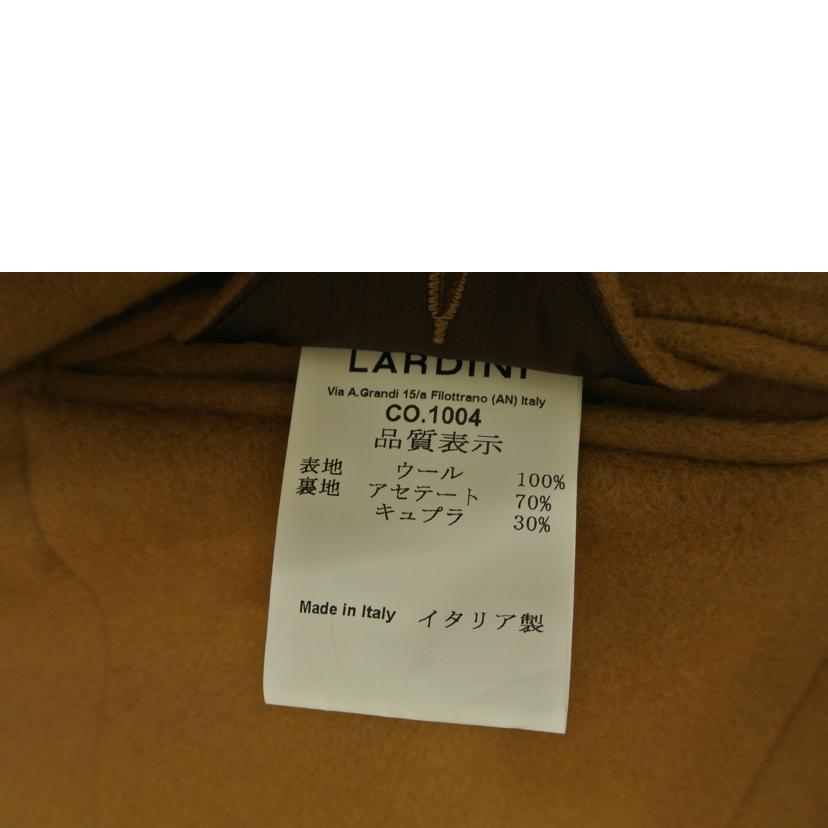 LARDINI
Via A.Grandi 15/a Filottrano (AN) Italy
CO.1004
品質表示
表地 ウール 100%
裏地 アセテート 70%
キュプラ 30%
Made in Italy イタリア製